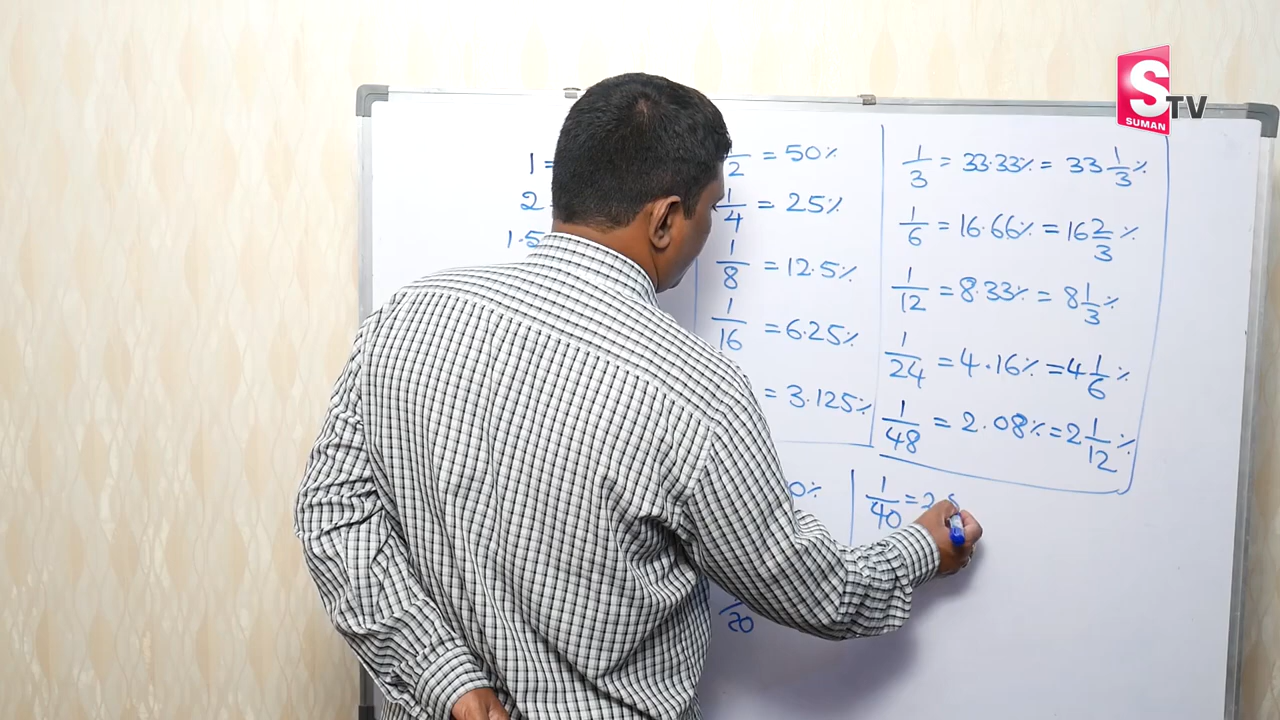 S
TV
SUMAN
1 =
2
1.5
1/2 = 50%
1/4 = 25%
1/8 = 12.5%
1/16 = 6.25%
= 3.125%
0%
20
1/3 = 33.33% = 33 1/3 %
1/6 = 16.66% = 16 2/3 %
1/12 = 8.33% = 8 1/3 %
1/24 = 4.16% = 4 1/6 %
1/48 = 2.08% = 2 1/12 %
1/40 = 2.